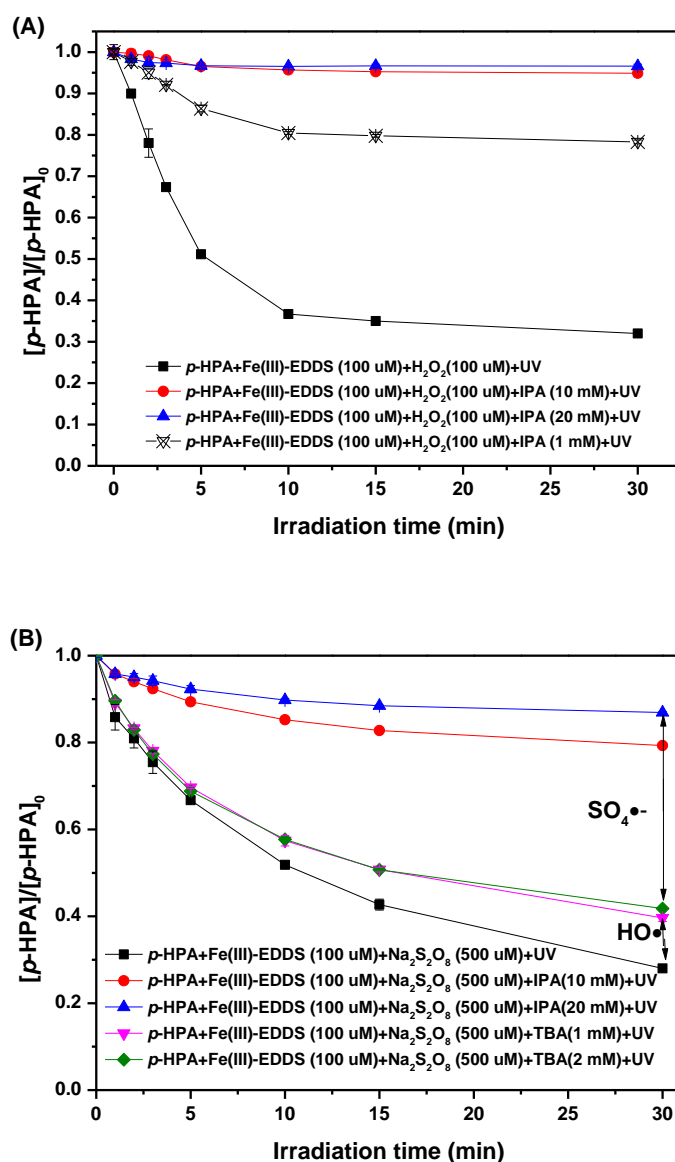 (A)
1.0
0.9
0.8
0.7
0.6
0.5
0.4
0.3
0.2
0.1
0.0
[p-HPA]/[p-HPA]0
p-HPA+Fe(III)-EDDS (100 uM)+H2O2(100 uM)+UV
p-HPA+Fe(III)-EDDS (100 uM)+H2O2(100 uM)+IPA (10 mM)+UV
p-HPA+Fe(III)-EDDS (100 uM)+H2O2(100 uM)+IPA (20 mM)+UV
p-HPA+Fe(III)-EDDS (100 uM)+H2O2(100 uM)+IPA (1 mM)+UV
0 5 10 15 20 25 30
Irradiation time (min)
(B)
1.0
0.8
0.6
0.4
0.2
0.0
[p-HPA]/[p-HPA]0
SO4●-
HO●
p-HPA+Fe(III)-EDDS (100 uM)+Na2S2O8 (500 uM)+UV
p-HPA+Fe(III)-EDDS (100 uM)+Na2S2O8 (500 uM)+IPA(10 mM)+UV
p-HPA+Fe(III)-EDDS (100 uM)+Na2S2O8 (500 uM)+IPA(20 mM)+UV
p-HPA+Fe(III)-EDDS (100 uM)+Na2S2O8 (500 uM)+TBA(1 mM)+UV
p-HPA+Fe(III)-EDDS (100 uM)+Na2S2O8 (500 uM)+TBA(2 mM)+UV
0 5 10 15 20 25 30
Irradiation time (min)